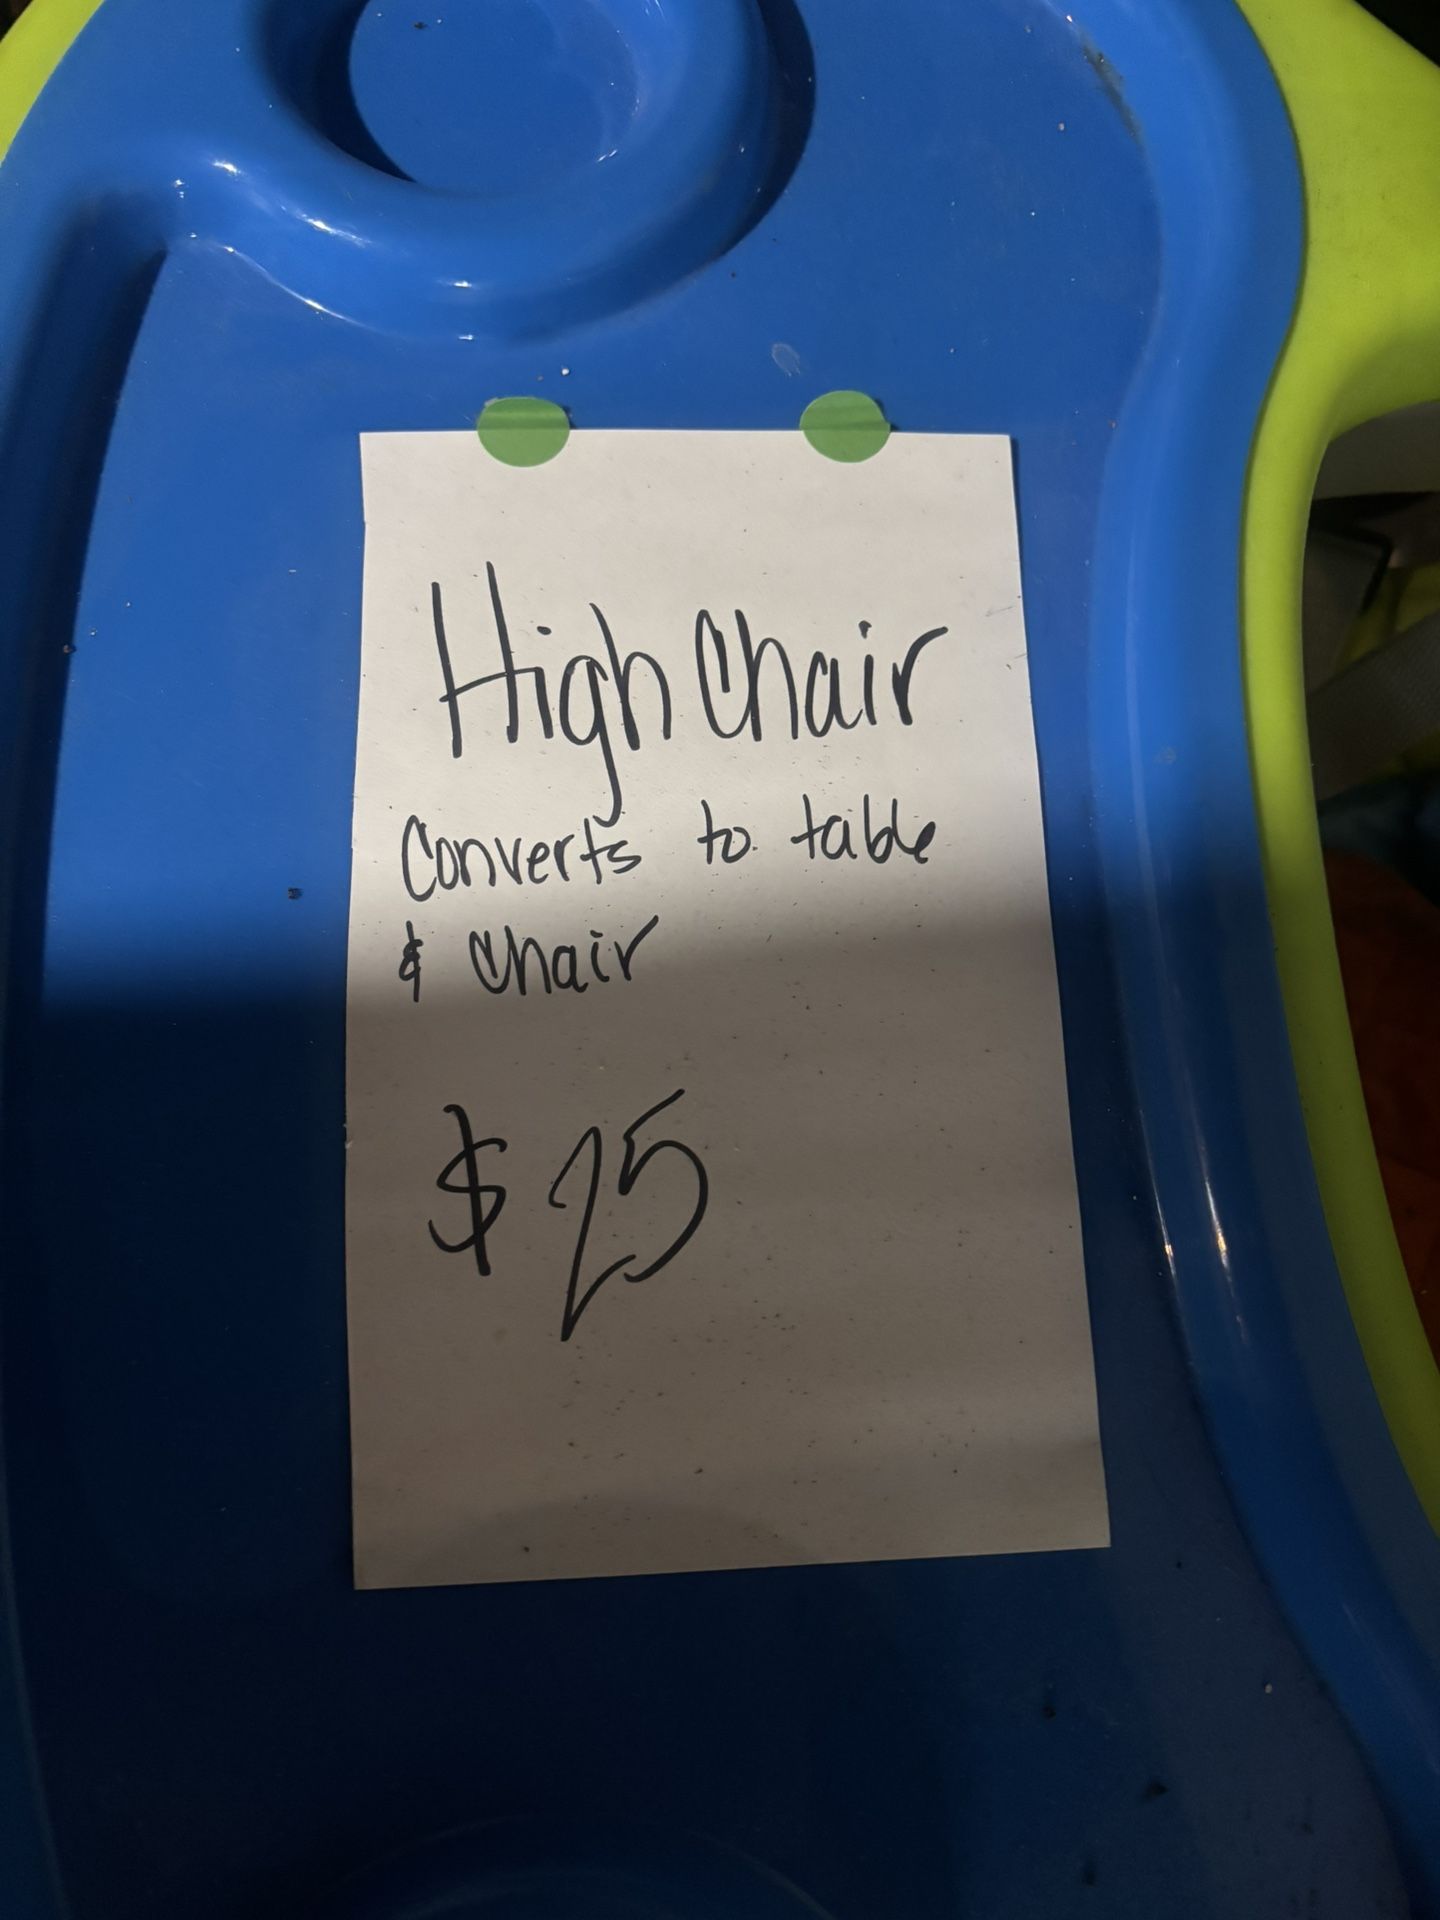 High Chair
Converts to table
& Chair
$25